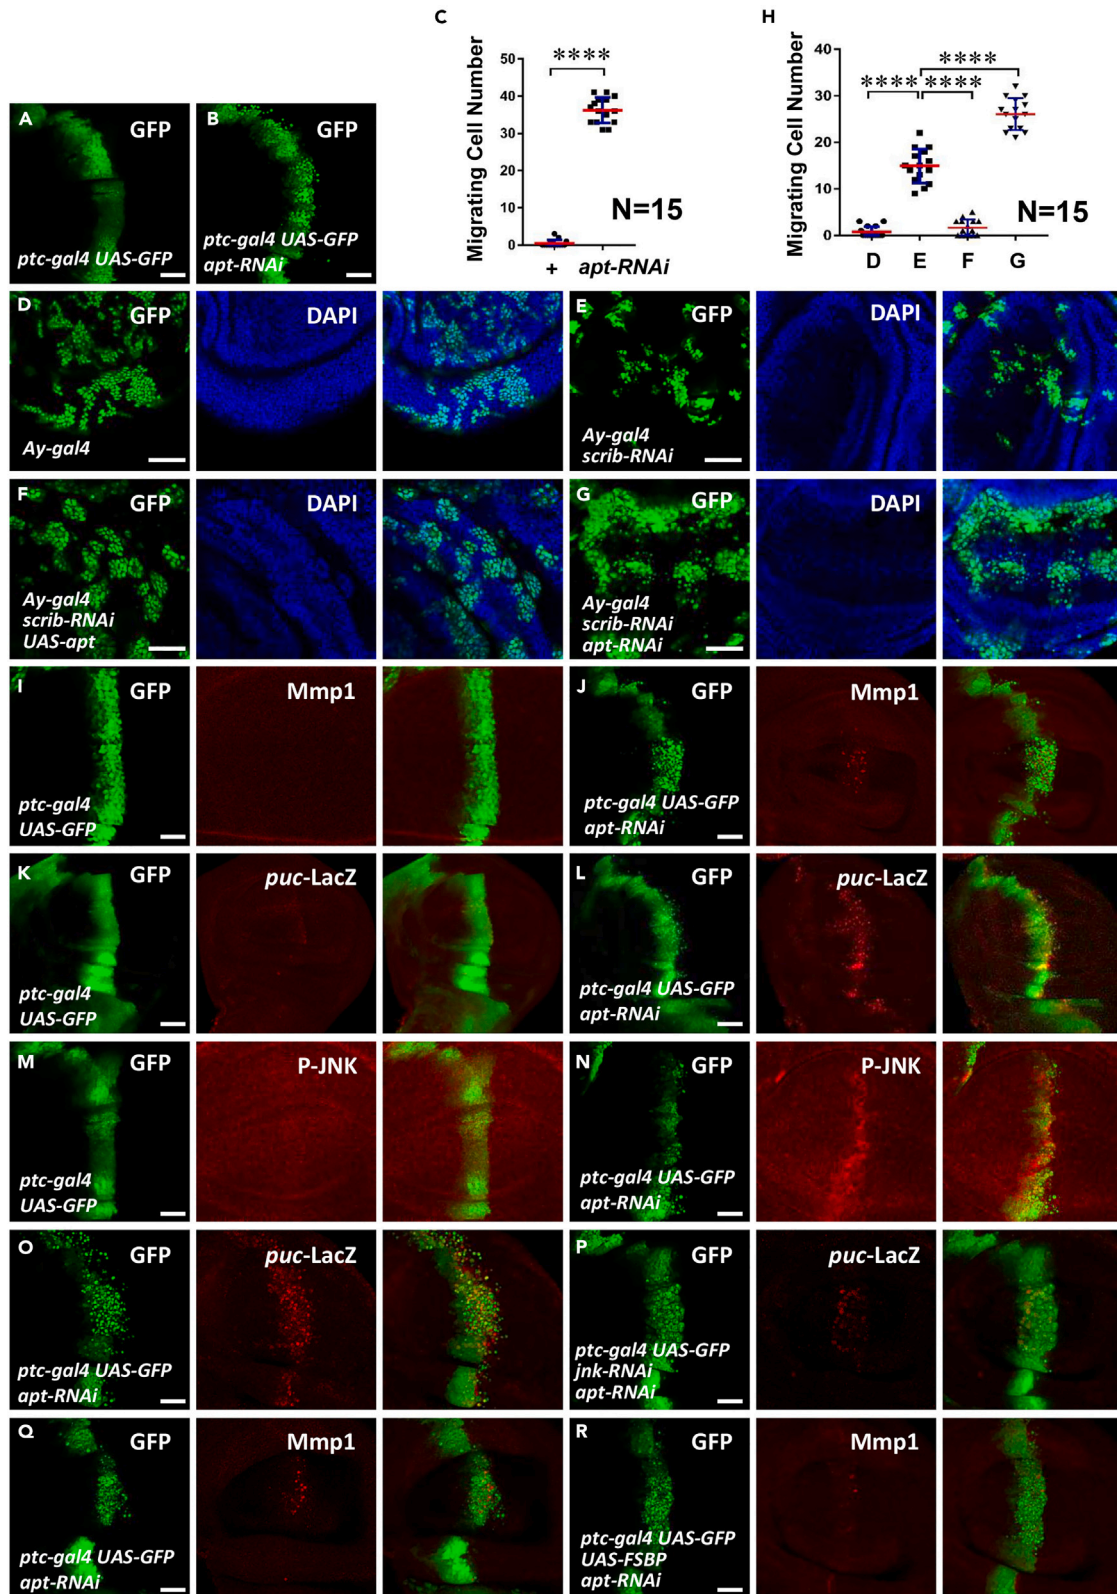 C
Migrating Cell Number
50
40
30
20
10
0
****
N=15
+ apt-RNAi
H
Migrating Cell Number
40
30
20
10
0
****
**** ****
N=15
D E F G
A GFP
ptc-gal4 UAS-GFP
B GFP
ptc-gal4 UAS-GFP
apt-RNAi
D GFP
Ay-gal4
DAPI
E GFP
Ay-gal4
scrib-RNAi
DAPI
F GFP
Ay-gal4
scrib-RNAi
UAS-apt
DAPI
G GFP
Ay-gal4
scrib-RNAi
apt-RNAi
DAPI
I GFP
ptc-gal4
UAS-GFP
Mmp1
J GFP
ptc-gal4 UAS-GFP
apt-RNAi
Mmp1
K GFP
ptc-gal4
UAS-GFP
puc-LacZ
L GFP
ptc-gal4 UAS-GFP
apt-RNAi
puc-LacZ
M GFP
ptc-gal4
UAS-GFP
P-JNK
N GFP
ptc-gal4 UAS-GFP
apt-RNAi
P-JNK
O GFP
ptc-gal4 UAS-GFP
apt-RNAi
puc-LacZ
P GFP
ptc-gal4 UAS-GFP
jnk-RNAi
apt-RNAi
puc-LacZ
Q GFP
ptc-gal4 UAS-GFP
apt-RNAi
Mmp1
R GFP
ptc-gal4 UAS-GFP
UAS-FSBP
apt-RNAi
Mmp1